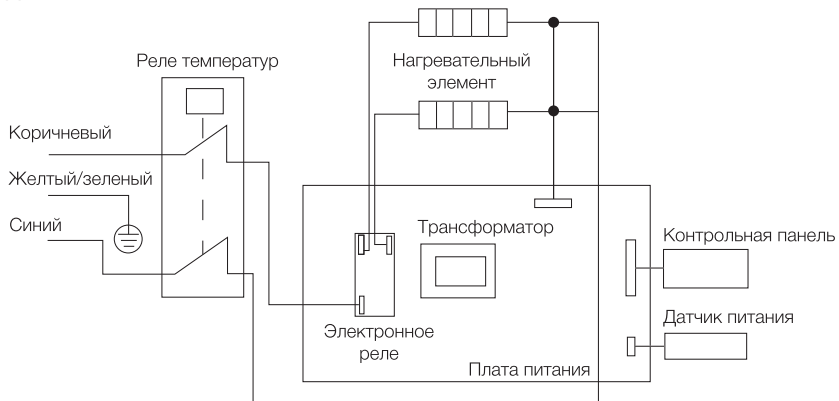 Реле температур
Нагревательный
элемент
Коричневый
Желтый/зеленый
Синий
Трансформатор
Контрольная панель
Датчик питания
Электронное
реле
Плата питания